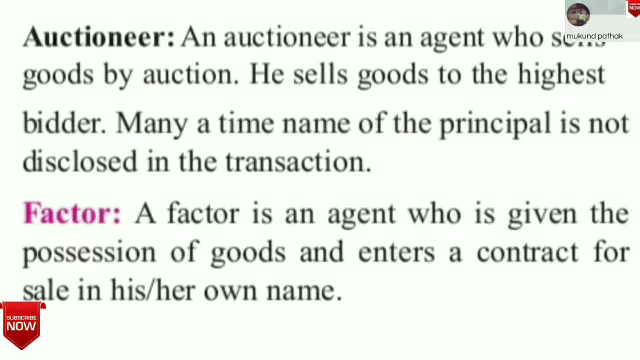 Auctioneer: An auctioneer is an agent who sells
goods by auction. He sells goods to the highest
bidder. Many a time name of the principal is not
disclosed in the transaction.
Factor: A factor is an agent who is given the
possession of goods and enters a contract for
sale in his/her own name.
mukund pathak
SUBSCRIBE
NOW